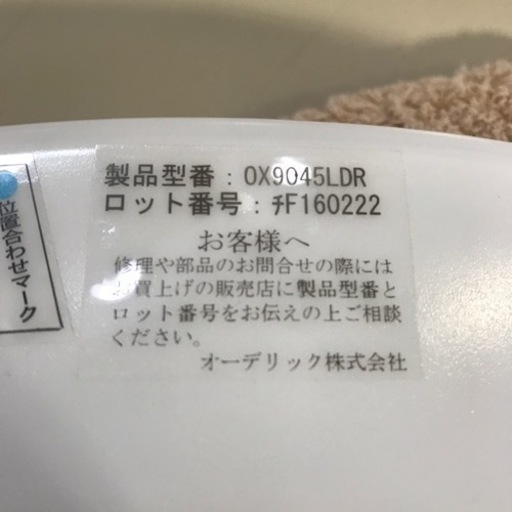 製品型番：OX9045LDR
ロット番号：ﾁF160222
お客様へ
修理や部品のお問合せの際には
お買上げの販売店に製品型番と
ロット番号をお伝えの上ご相談
ください。
オーデリック株式会社
位置合わせマーク